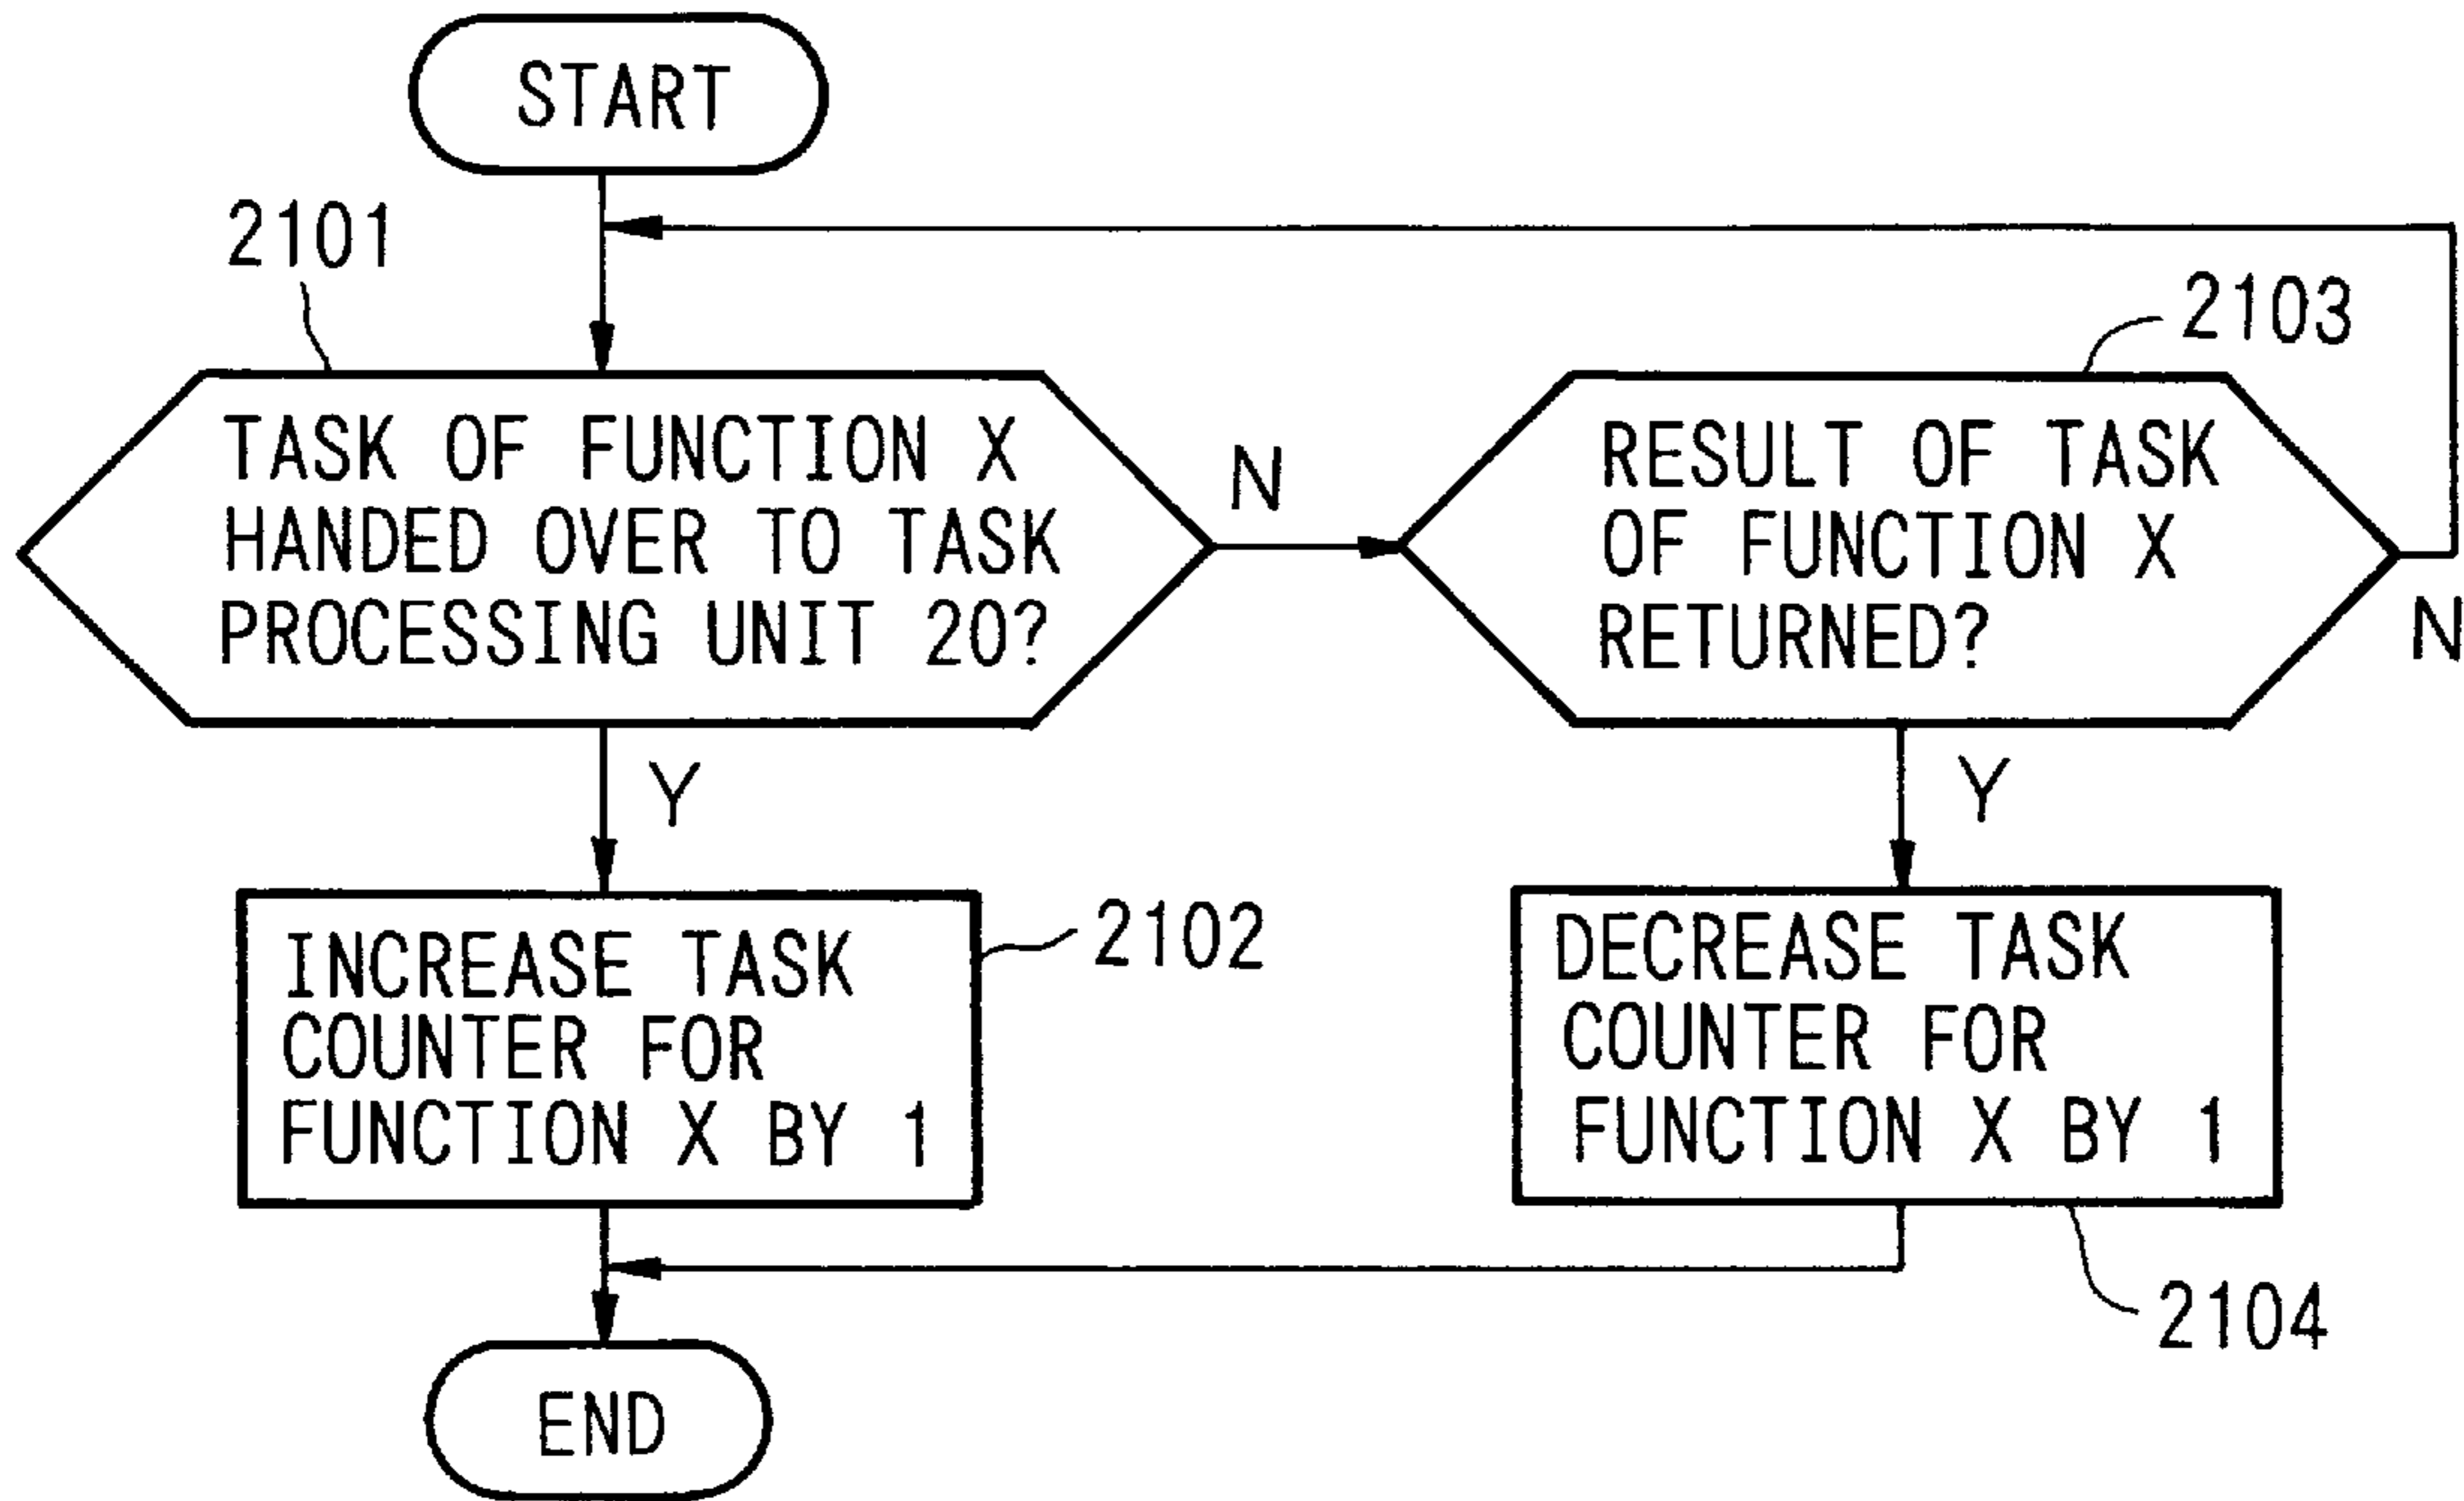 START
2101
2103
TASK OF FUNCTION X
HANDED OVER TO TASK
PROCESSING UNIT 20?
N
RESULT OF TASK
OF FUNCTION X
RETURNED?
N
Y
Y
INCREASE TASK
COUNTER FOR
FUNCTION X BY 1
2102
DECREASE TASK
COUNTER FOR
FUNCTION X BY 1
2104
END